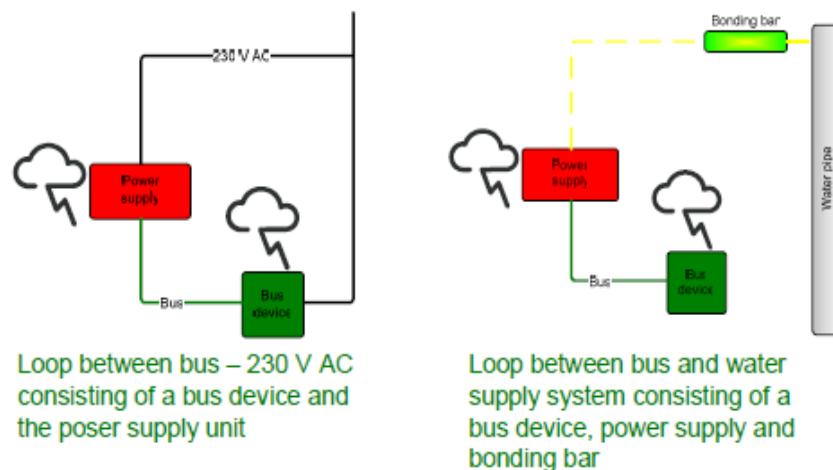 230 V AC
Power
supply
Bus
Bus
device
Loop between bus – 230 V AC
consisting of a bus device and
the poser supply unit
Bonding bar
Water pipe
Power
supply
Bus
Bus
device
Loop between bus and water
supply system consisting of a
bus device, power supply and
bonding bar